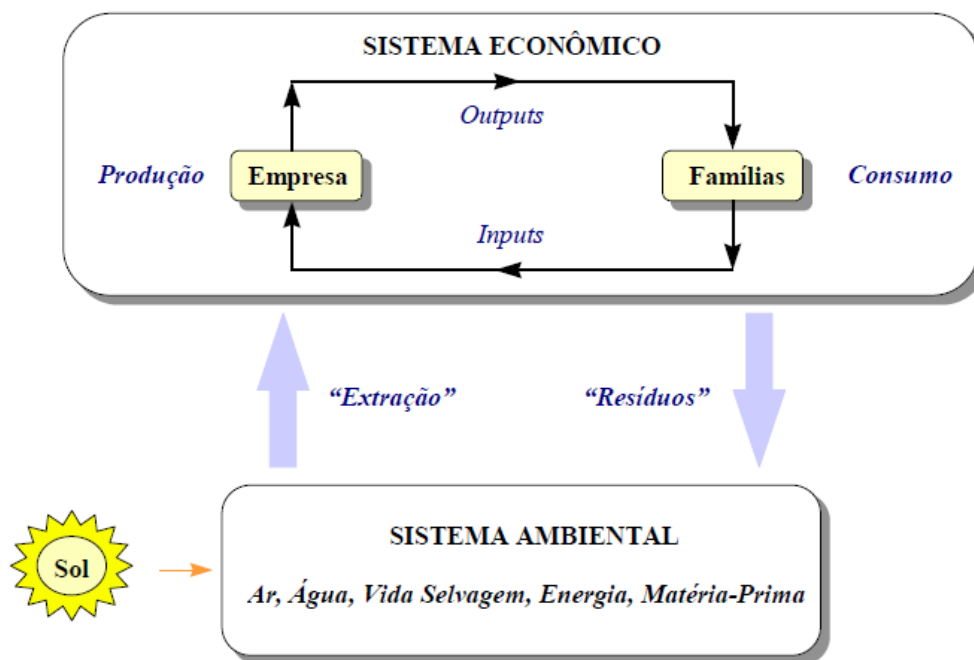 SISTEMA ECONÔMICO
Outputs
Produção
Empresa
Famílias
Consumo
Inputs
“Extração”
“Resíduos”
SISTEMA AMBIENTAL
Sol
Ar, Água, Vida Selvagem, Energia, Matéria-Prima